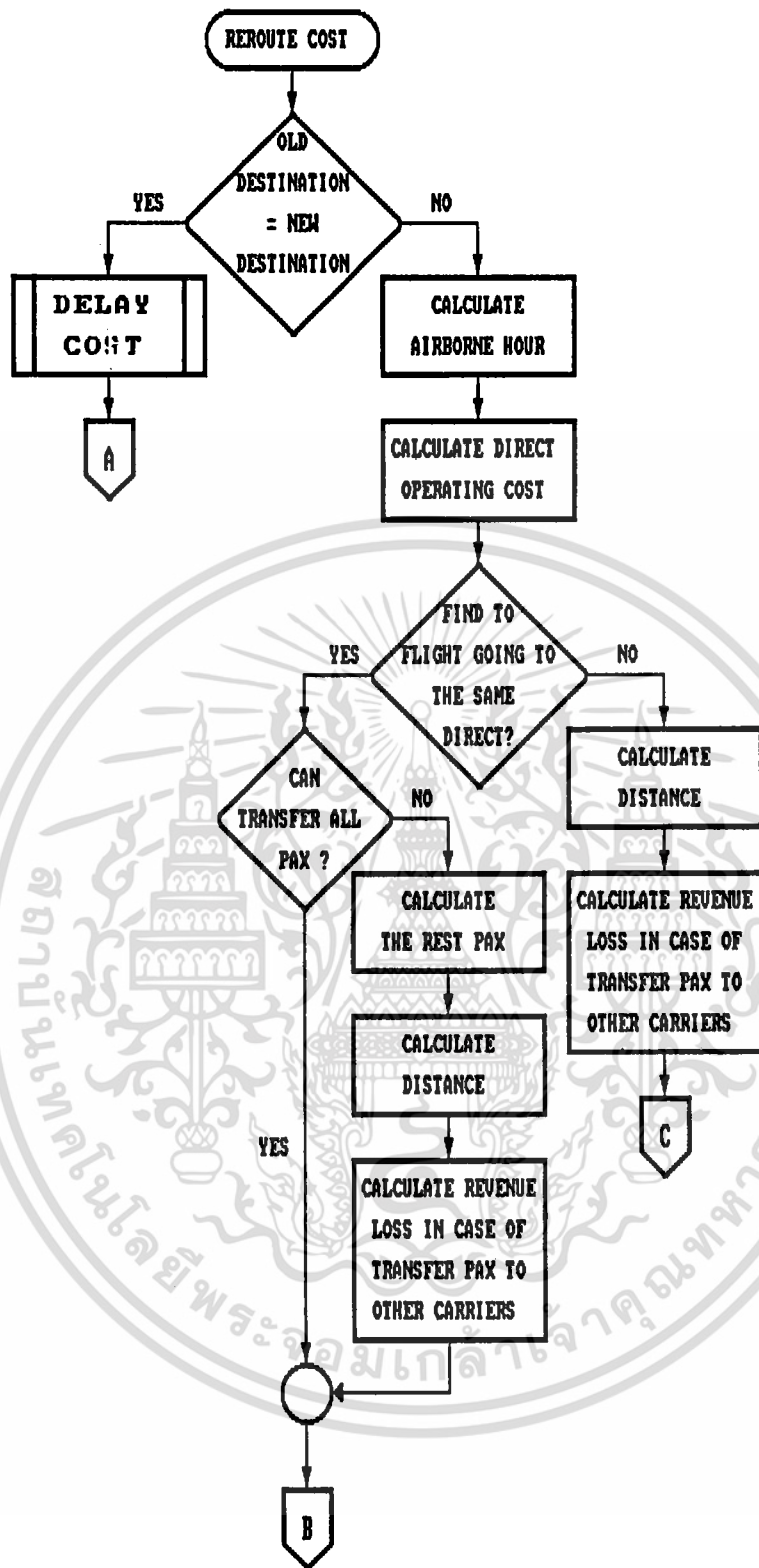 REROUTE COST
OLD
DESTINATION
= NEW
DESTINATION
YES
NO
DELAY
COST
A
CALCULATE
AIRBORNE HOUR
CALCULATE DIRECT
OPERATING COST
FIND TO
FLIGHT GOING TO
THE SAME
DIRECT?
YES
NO
CAN
TRANSFER ALL
PAX ?
NO
YES
CALCULATE
THE REST PAX
CALCULATE
DISTANCE
CALCULATE REVENUE
LOSS IN CASE OF
TRANSFER PAX TO
OTHER CARRIERS
CALCULATE
DISTANCE
CALCULATE REVENUE
LOSS IN CASE OF
TRANSFER PAX TO
OTHER CARRIERS
C
B